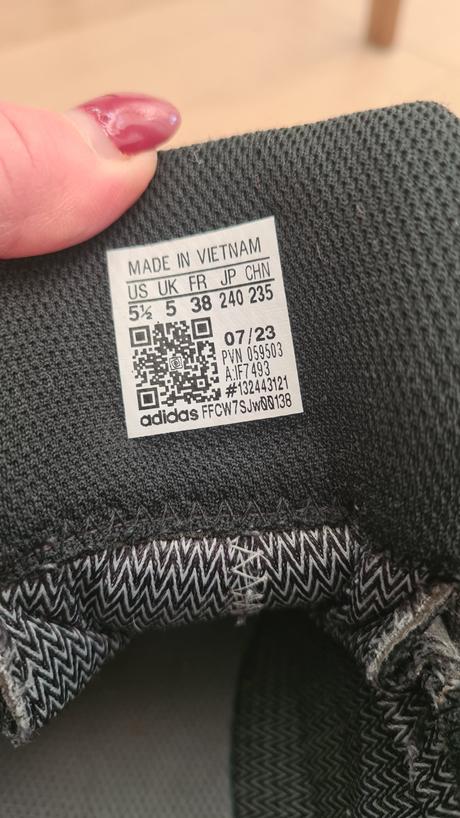 MADE IN VIETNAM
US UK FR JP CHN
5½ 5 38 240 235
07/23
PVN 059503
A:IF7493
#132443121
adidas FFCW7SJw00138